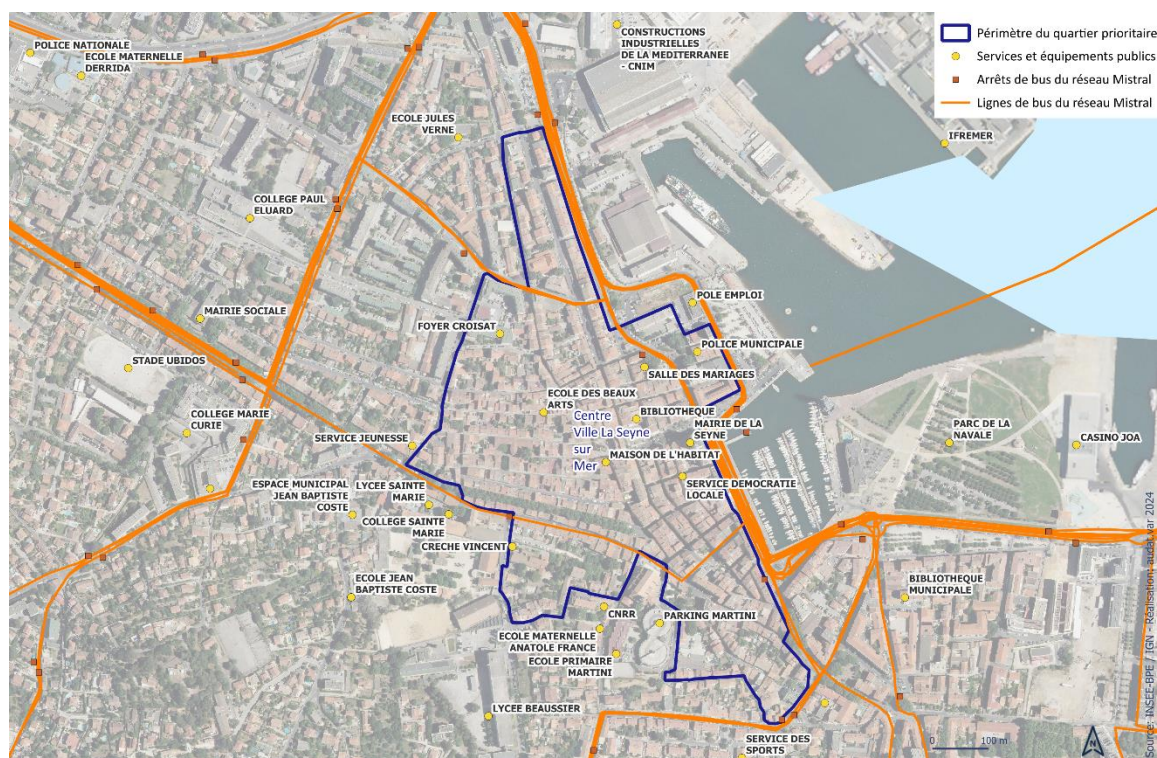 POLICE NATIONALE
ECOLE MATERNELLE
DERRIDA
CONSTRUCTIONS
INDUSTRIELLES
DE LA MEDITERRANEE
- CNIM
Périmètre du quartier prioritaire
Services et équipements publics
Arrêts de bus du réseau Mistral
Lignes de bus du réseau Mistral
ECOLE JULES
VERNE
IFREMER
COLLEGE PAUL
ELUARD
POLE EMPLOI
MAIRIE SOCIALE
FOYER CROISAT
POLICE MUNICIPALE
STADE UBIDOS
SALLE DES MARIAGES
ECOLE DES BEAUX
ARTS
COLLEGE MARIE
CURIE
Centre
Ville La Seyne
sur
Mer
BIBLIOTHEQUE
MAIRIE DE LA
SEYNE
PARC DE LA
NAVALE
CASINO JOA
SERVICE JEUNESSE
MAISON DE L'HABITAT
ESPACE MUNICIPAL
JEAN BAPTISTE
COSTE
LYCEE SAINTE
MARIE
COLLEGE SAINTE
MARIE
SERVICE DEMOCRATIE
LOCALE
CRECHE VINCENT
ECOLE JEAN
BAPTISTE COSTE
BIBLIOTHEQUE
MUNICIPALE
CNRR
PARKING MARTINI
ECOLE MATERNELLE
ANATOLE FRANCE
ECOLE PRIMAIRE
MARTINI
LYCEE BEAUSSIER
SERVICE DES
SPORTS
0 100 m
N
Source: INSEE-BPE / IGN - Réalisation: audat.var 2024